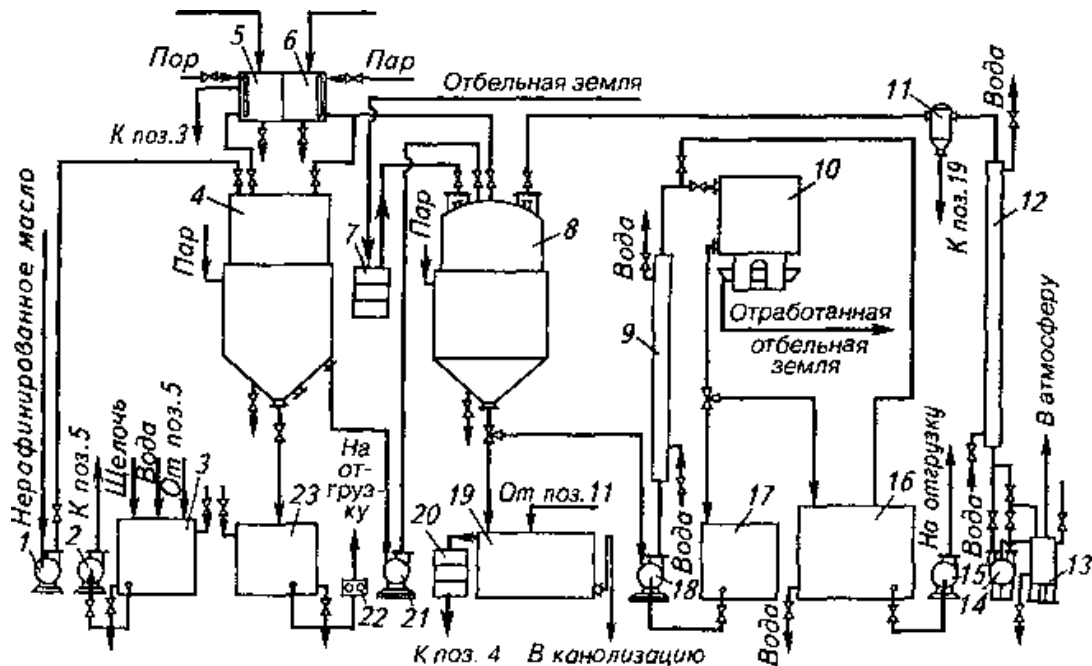 5
6
Пор
Пар
Отбельная земля
К поз.3
11
Вода
4
10
К поз.19
12
Нерафинированное масло
Пар
7
Пар
8
Вода
9
Отработанная
отбельная
земля
В атмосферу
К поз.5
Щелочь
Вода
От поз.5
3
23
На
от-
груз-
ку
19
От поз.11
20
17
16
На отгрузку
Вода
Вода
1
2
22
21
18
15
14
13
Вода
К поз. 4
В канолизацию